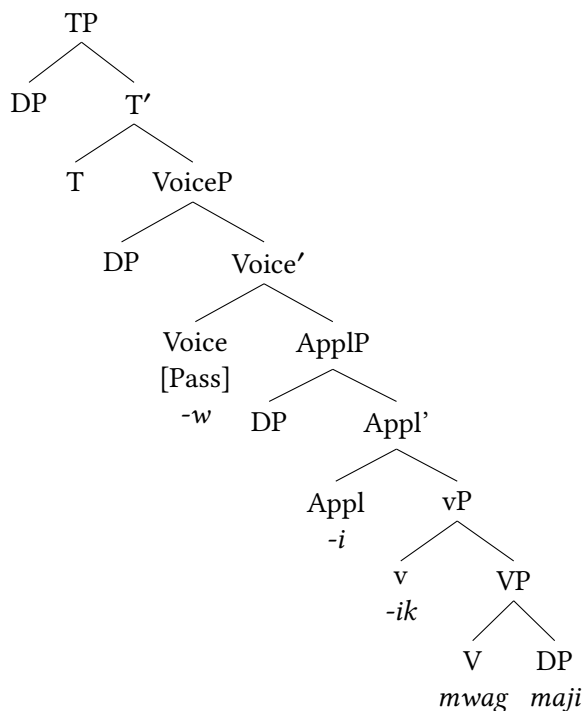 TP
DP T′
T VoiceP
DP Voice′
Voice ApplP
[Pass]
-w DP Appl'
Appl vP
-i
v VP
-ik
V DP
mwag maji